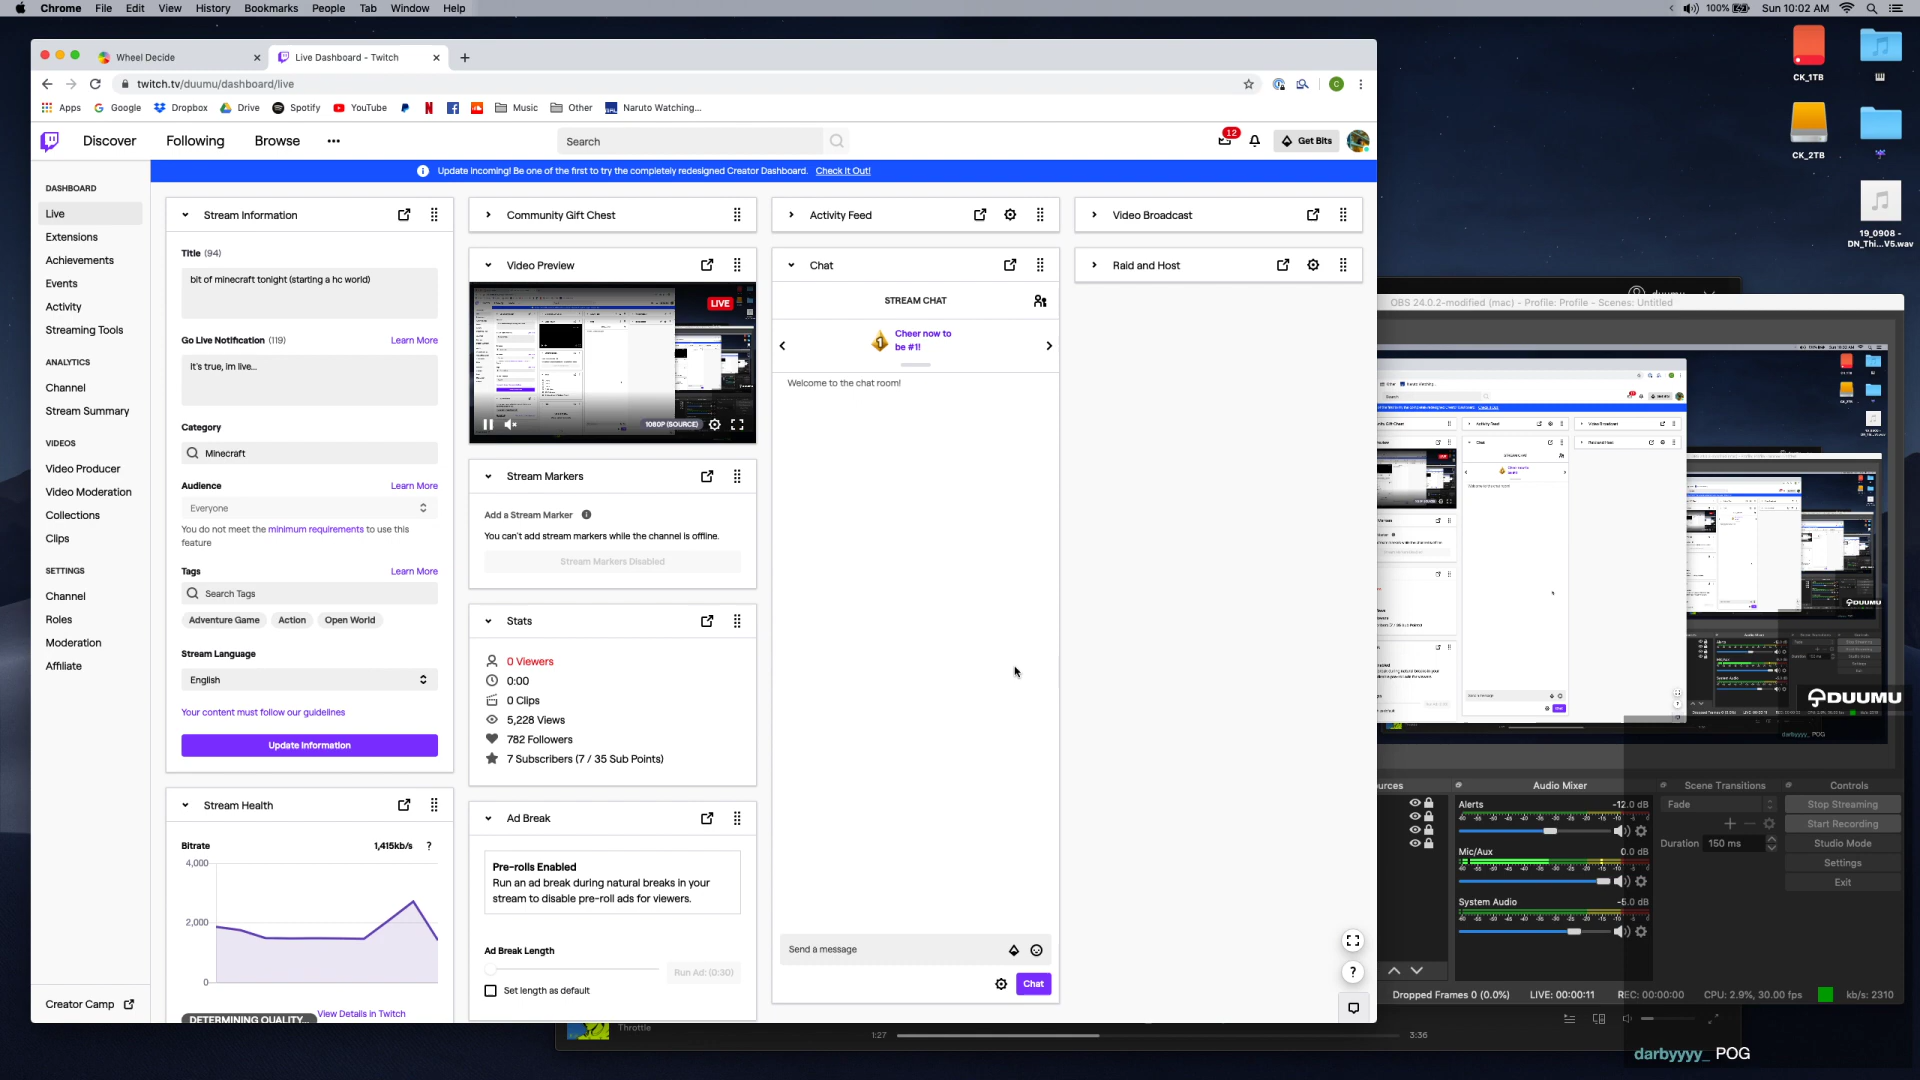 Chrome File Edit View History Bookmarks People Tab Window Help
100% Sun 10:02 AM
Wheel Decide
Live Dashboard - Twitch
twitch.tv/duumu/dashboard/live
Apps Google Dropbox Drive Spotify YouTube Music Other Naruto Watching...
Discover Following Browse
Search
12
Get Bits
Update incoming! Be one of the first to try the completely redesigned Creator Dashboard. Check It Out!
DASHBOARD
Live
Extensions
Achievements
Events
Activity
Streaming Tools
ANALYTICS
Channel
Stream Summary
VIDEOS
Video Producer
Video Moderation
Collections
Clips
SETTINGS
Channel
Roles
Moderation
Affiliate
Creator Camp
Stream Information
Title (94)
bit of minecraft tonight (starting a hc world)
Go Live Notification (119) Learn More
It's true, im live...
Category
Minecraft
Audience Learn More
Everyone
You do not meet the minimum requirements to use this
feature
Tags Learn More
Search Tags
Adventure Game Action Open World
Stream Language
English
Your content must follow our guidelines
Update Information
Stream Health
Bitrate 1,415kb/s ?
4,000
2,000
0
DETERMINING QUALITY...
View Details in Twitch
Community Gift Chest
Video Preview
LIVE
1080P (SOURCE)
Stream Markers
Add a Stream Marker
You can't add stream markers while the channel is offline.
Stream Markers Disabled
Stats
0 Viewers
0:00
0 Clips
5,228 Views
782 Followers
7 Subscribers (7 / 35 Sub Points)
Ad Break
Pre-rolls Enabled
Run an ad break during natural breaks in your
stream to disable pre-roll ads for viewers.
Ad Break Length
Run Ad: (0:30)
Set length as default
Activity Feed
Chat
STREAM CHAT
1
Cheer now to
be #1!
Welcome to the chat room!
Send a message
Chat
Video Broadcast
Raid and Host
?
CK_1TB
CK_2TB
19_0908 -
DN_Thi...V5.wav
duumu
OBS 24.0.2-modified (mac) - Profile: Profile - Scenes: Untitled
DUUMU
darbyyyy_ POG
urces
Audio Mixer
Scene Transitions
Controls
Alerts -12.0 dB
Mic/Aux 0.0 dB
System Audio -5.0 dB
Fade
Duration 150 ms
Stop Streaming
Start Recording
Studio Mode
Settings
Exit
Dropped Frames 0 (0.0%) LIVE: 00:00:11 REC: 00:00:00 CPU: 2.9%, 30.00 fps kb/s: 2310
Throttle
1:27 3:36
darbyyyy_ POG